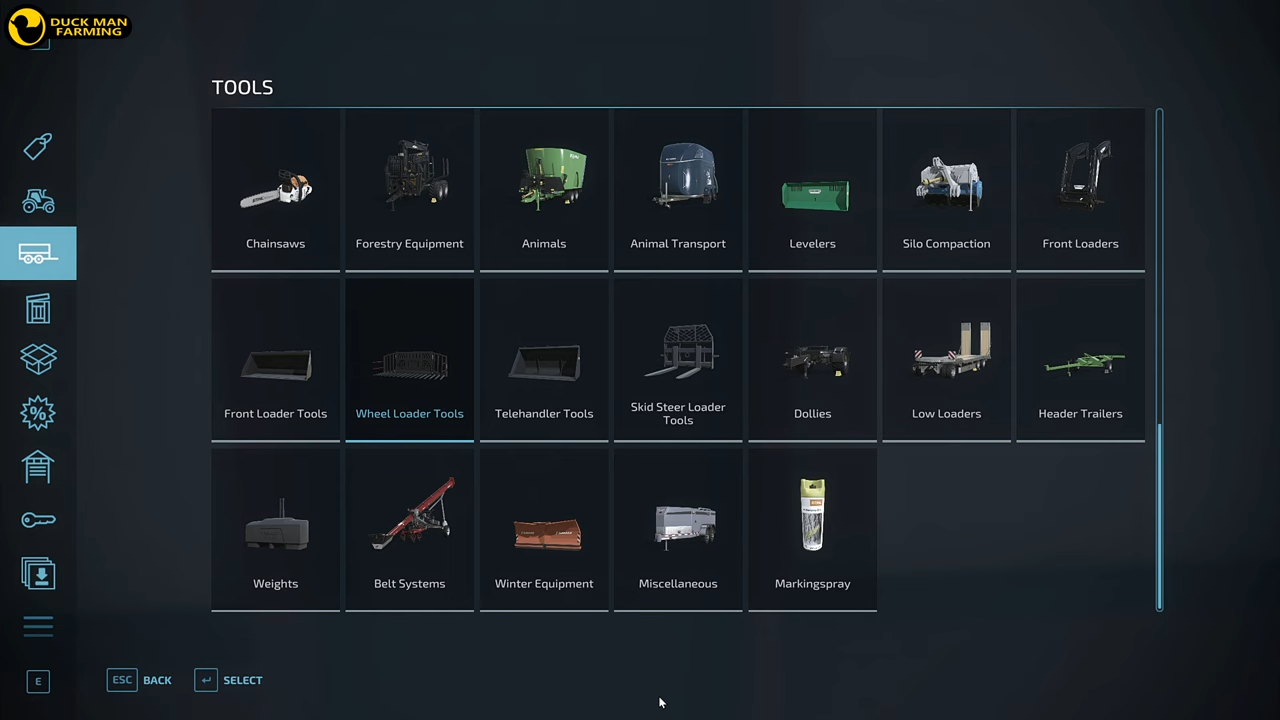 DUCK MAN
FARMING
TOOLS
Chainsaws
Forestry Equipment
Animals
Animal Transport
Levelers
Silo Compaction
Front Loaders
Front Loader Tools
Wheel Loader Tools
Telehandler Tools
Skid Steer Loader
Tools
Dollies
Low Loaders
Header Trailers
Weights
Belt Systems
Winter Equipment
Miscellaneous
Markingspray
E
ESC BACK
SELECT